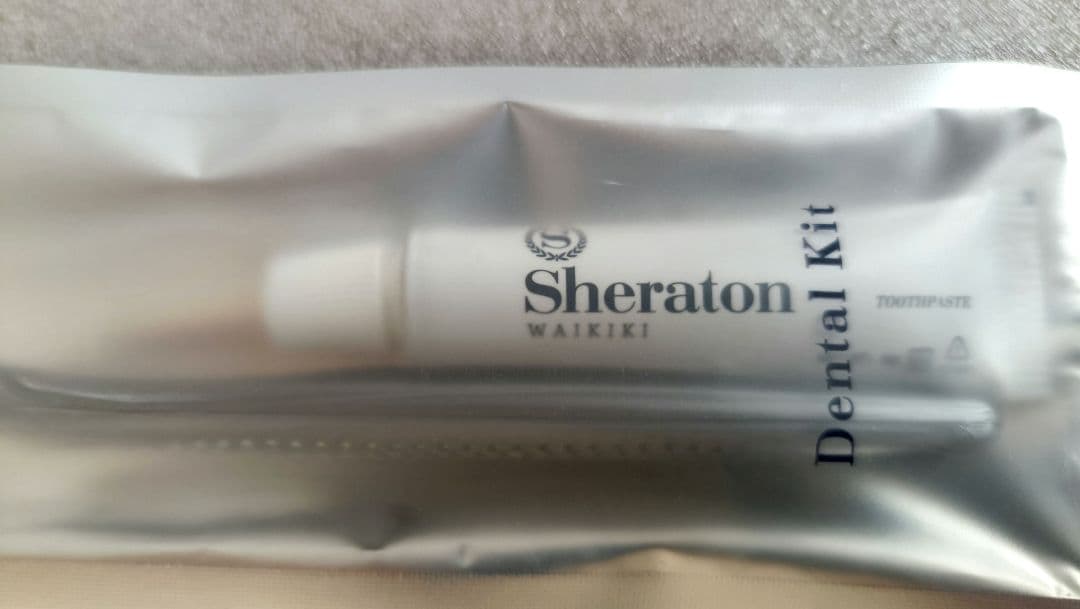 S
Sheraton
WAIKIKI
Dental Kit
TOOTHPASTE